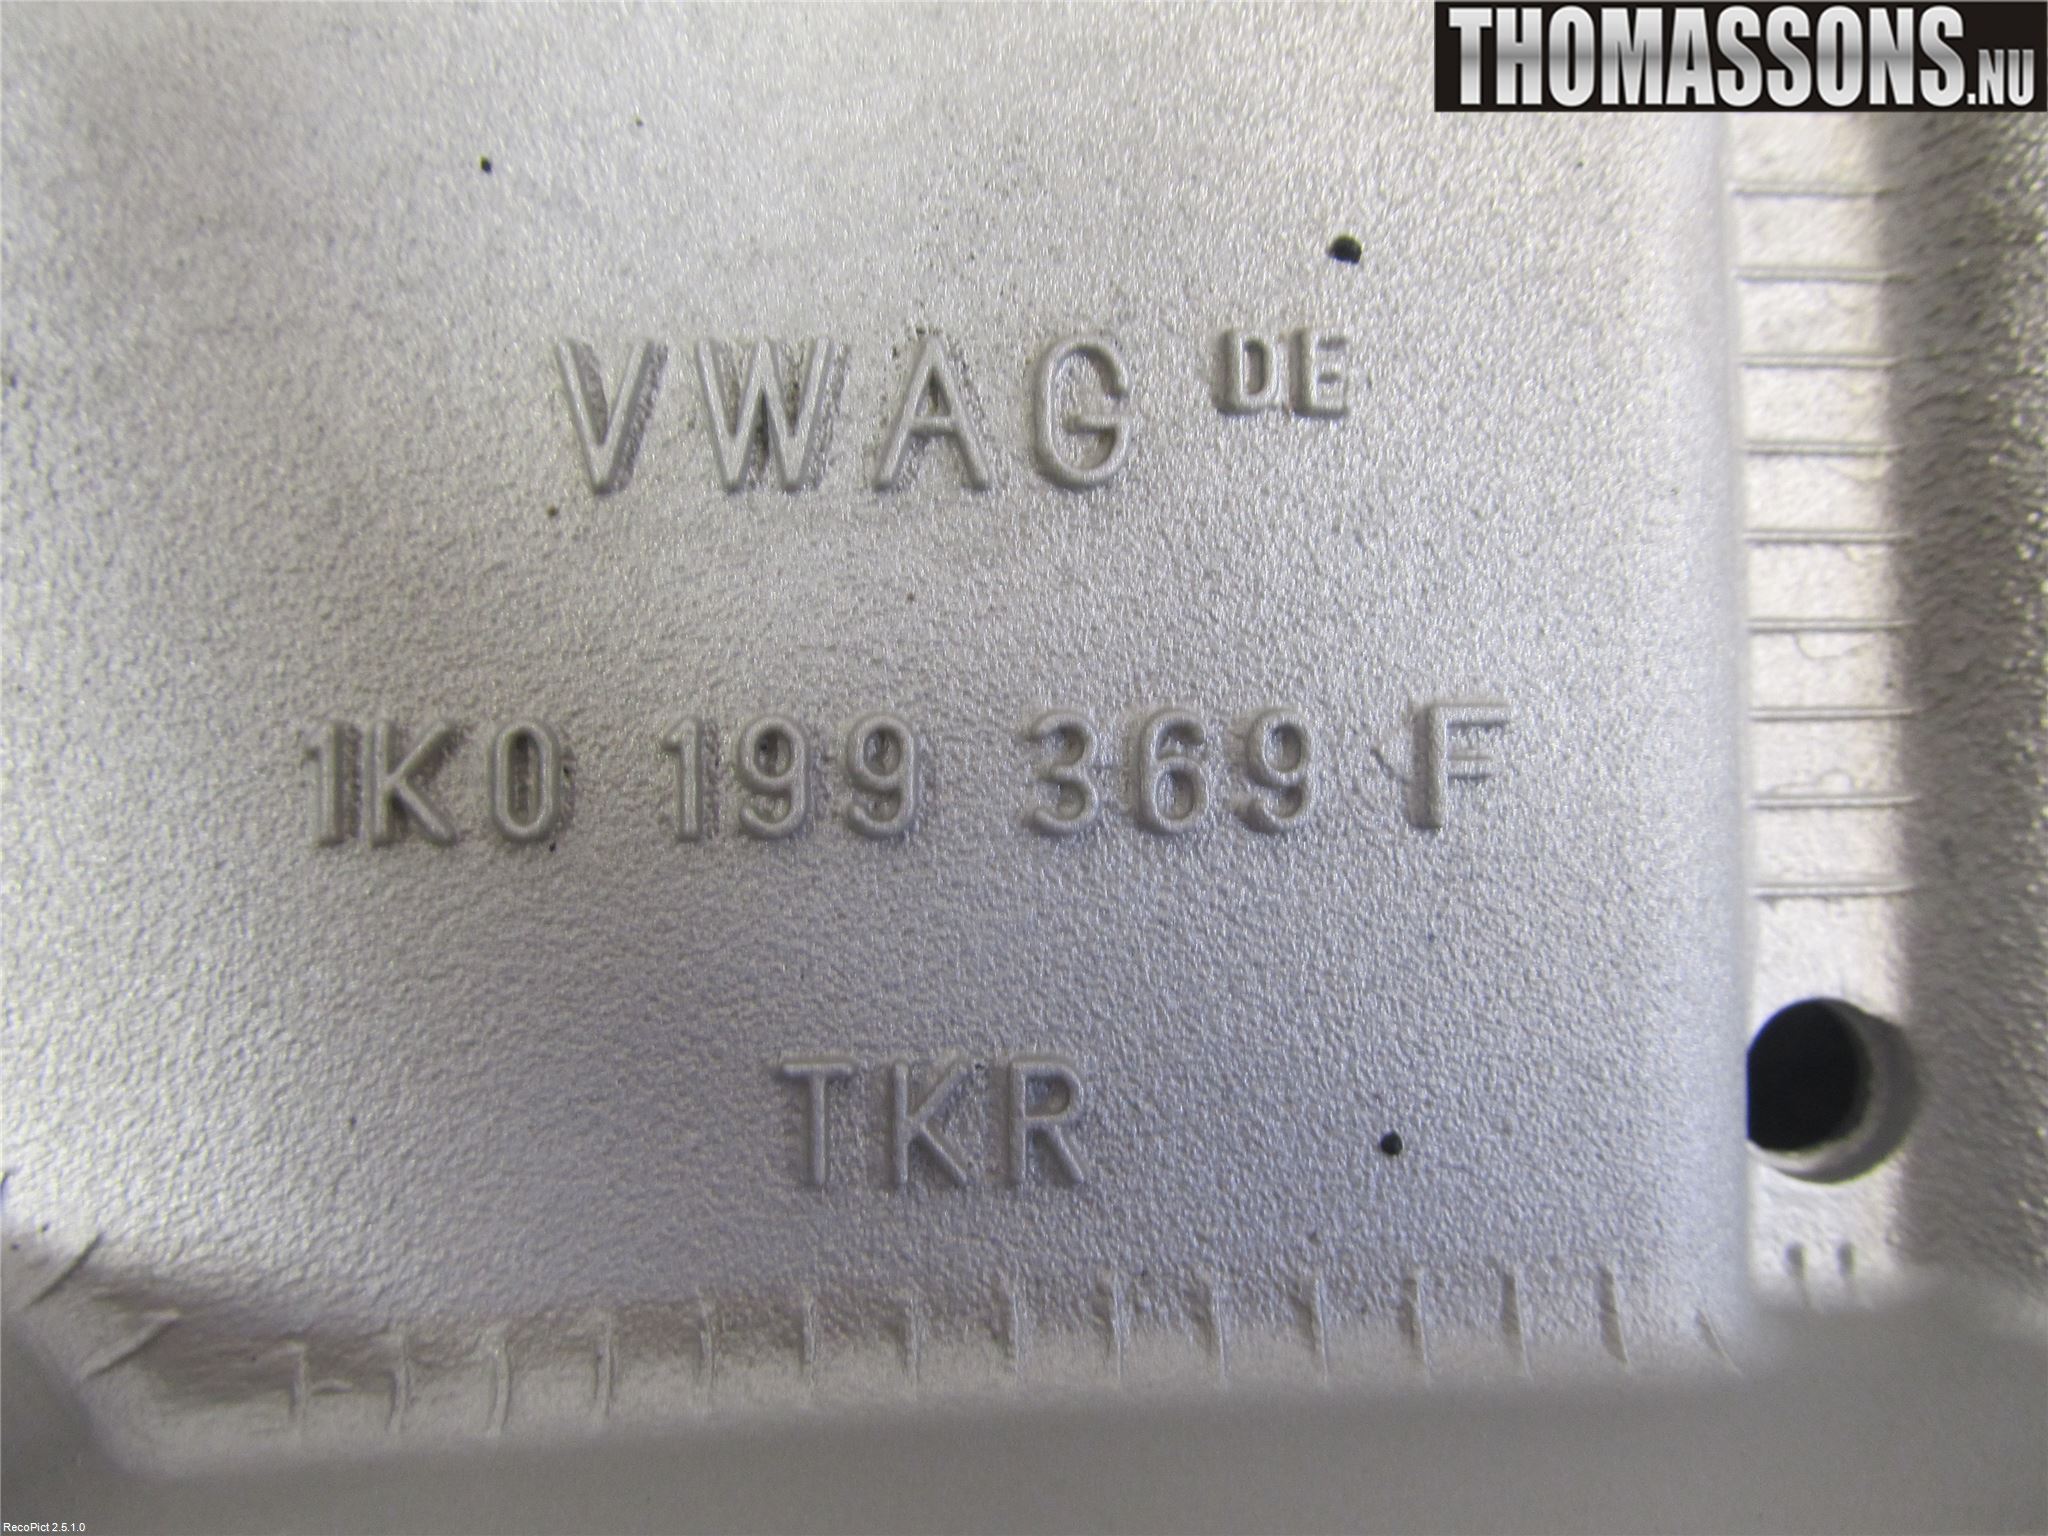 THOMASSONS.NU
VWAG DE
1K0 199 369 F
TKR
RecoPict 2.5.1.0